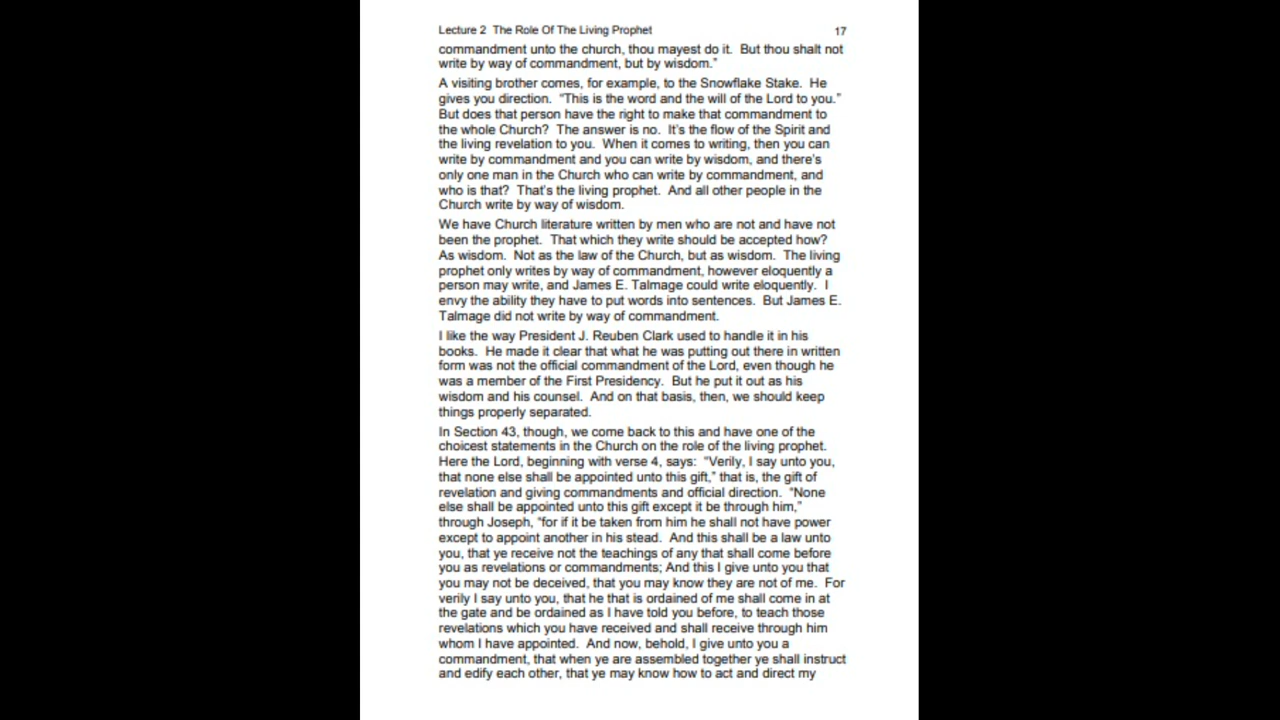 Lecture 2  The Role Of The Living Prophet 17
commandment unto the church, thou mayest do it.  But thou shalt not
write by way of commandment, but by wisdom.”
A visiting brother comes, for example, to the Snowflake Stake.  He
gives you direction.  “This is the word and the will of the Lord to you.”
But does that person have the right to make that commandment to
the whole Church?  The answer is no.  It’s the flow of the Spirit and
the living revelation to you.  When it comes to writing, then you can
write by commandment and you can write by wisdom, and there’s
only one man in the Church who can write by commandment, and
who is that?  That’s the living prophet.  And all other people in the
Church write by way of wisdom.
We have Church literature written by men who are not and have not
been the prophet.  That which they write should be accepted how?
As wisdom.  Not as the law of the Church, but as wisdom.  The living
prophet only writes by way of commandment, however eloquently a
person may write, and James E. Talmage could write eloquently.  I
envy the ability they have to put words into sentences.  But James E.
Talmage did not write by way of commandment.
I like the way President J. Reuben Clark used to handle it in his
books.  He made it clear that what he was putting out there in written
form was not the official commandment of the Lord, even though he
was a member of the First Presidency.  But he put it out as his
wisdom and his counsel.  And on that basis, then, we should keep
things properly separated.
In Section 43, though, we come back to this and have one of the
choicest statements in the Church on the role of the living prophet.
Here the Lord, beginning with verse 4, says:  “Verily, I say unto you,
that none else shall be appointed unto this gift,” that is, the gift of
revelation and giving commandments and official direction.  “None
else shall be appointed unto this gift except it be through him,”
through Joseph, “for if it be taken from him he shall not have power
except to appoint another in his stead.  And this shall be a law unto
you, that ye receive not the teachings of any that shall come before
you as revelations or commandments; And this I give unto you that
you may not be deceived, that you may know they are not of me.  For
verily I say unto you, that he that is ordained of me shall come in at
the gate and be ordained as I have told you before, to teach those
revelations which you have received and shall receive through him
whom I have appointed.  And now, behold, I give unto you a
commandment, that when ye are assembled together ye shall instruct
and edify each other, that ye may know how to act and direct my